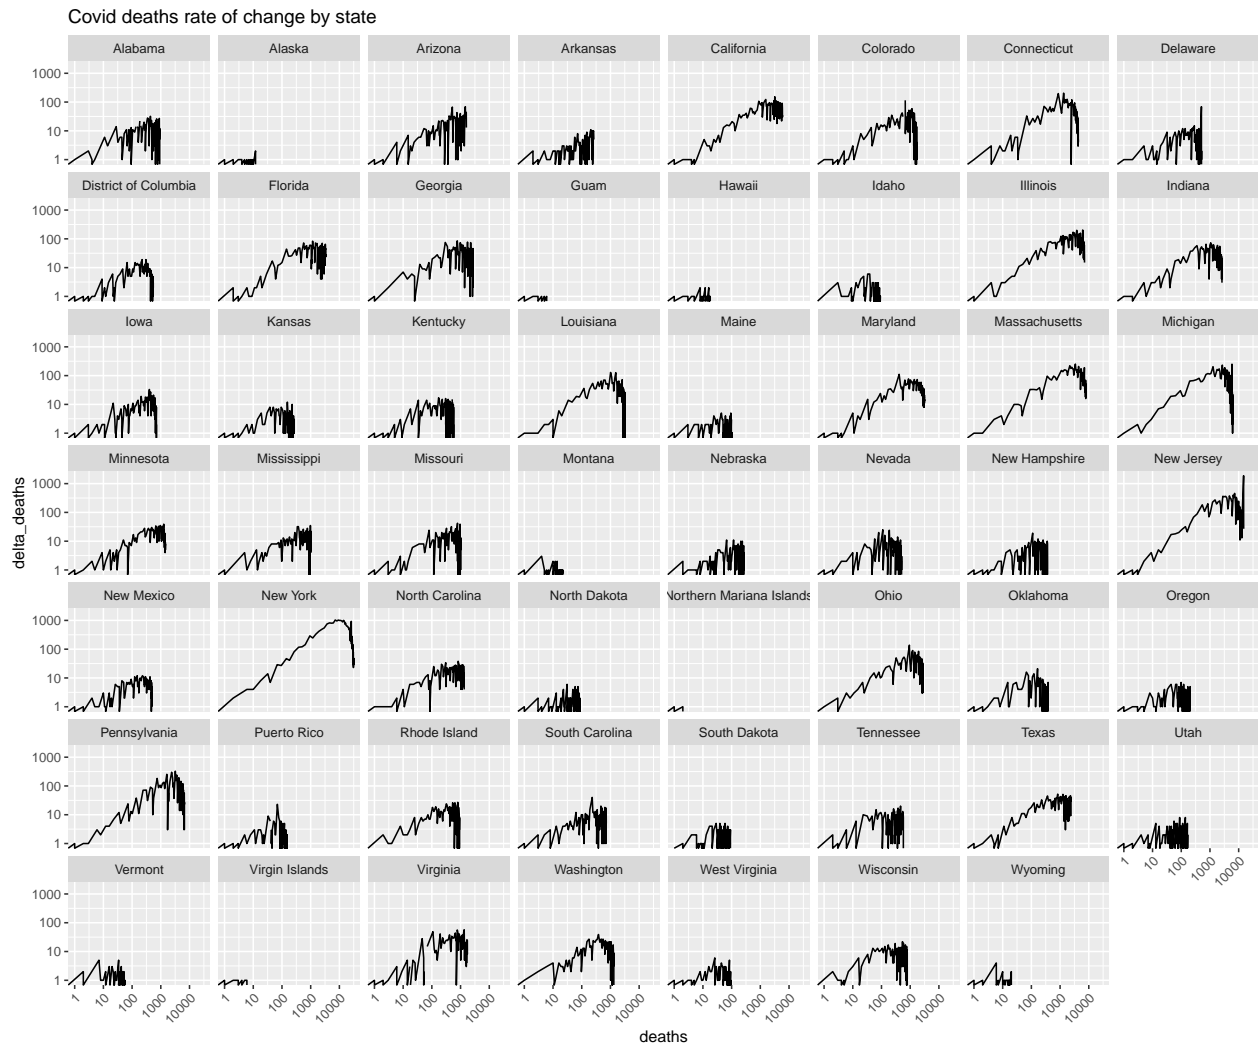 Covid deaths rate of change by state
Alabama Alaska Arizona Arkansas California Colorado Connecticut Delaware
1000
100
10
1
District of Columbia Florida Georgia Guam Hawaii Idaho Illinois Indiana
1000
100
10
1
Iowa Kansas Kentucky Louisiana Maine Maryland Massachusetts Michigan
1000
100
10
1
Minnesota Mississippi Missouri Montana Nebraska Nevada New Hampshire New Jersey
1000
100
10
1
delta_deaths
New Mexico New York North Carolina North Dakota Northern Mariana Islands Ohio Oklahoma Oregon
1000
100
10
1
Pennsylvania Puerto Rico Rhode Island South Carolina South Dakota Tennessee Texas Utah
1000
100
10
1
1 10 100 1000 10000
Vermont Virgin Islands Virginia Washington West Virginia Wisconsin Wyoming
1000
100
10
1
1 10 100 1000 10000 1 10 100 1000 10000 1 10 100 1000 10000 1 10 100 1000 10000 1 10 100 1000 10000 1 10 100 1000 10000 1 10 100 1000 10000
deaths